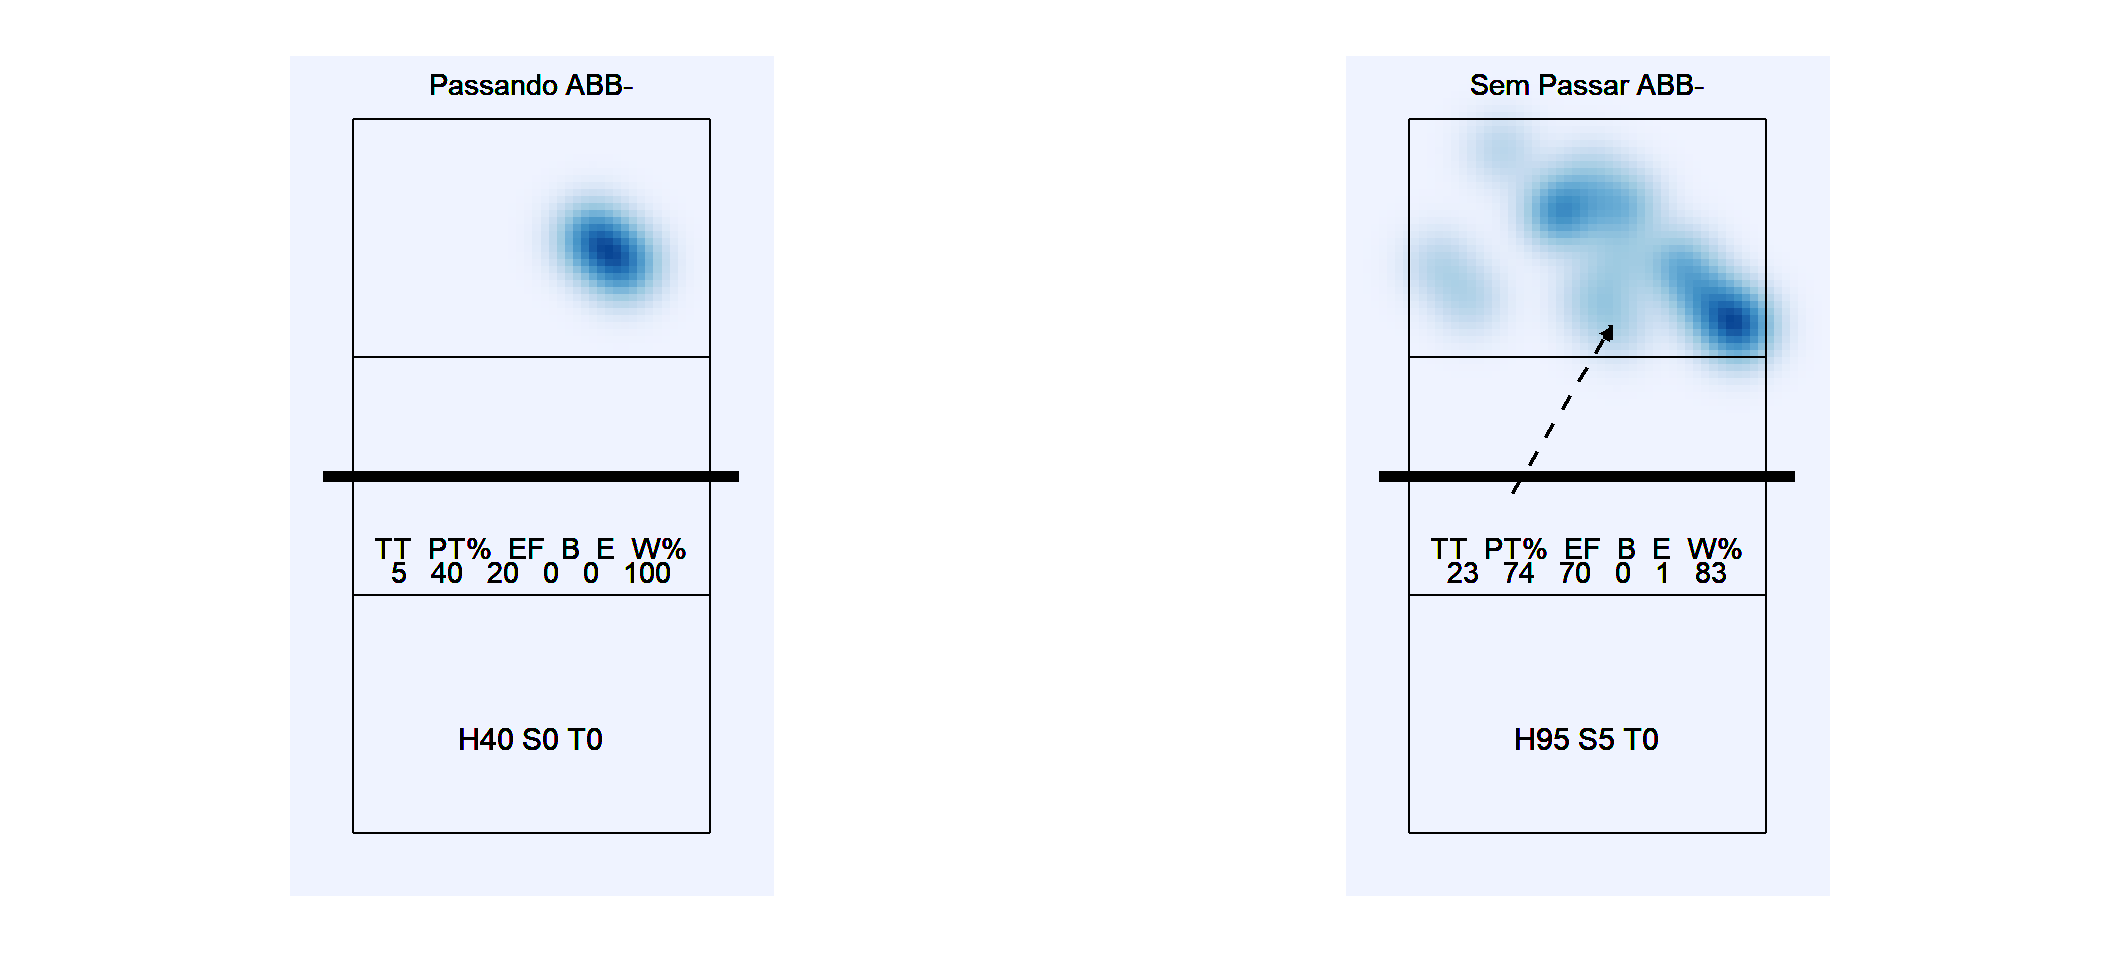 Passando ABB-
TT PT% EF B E W%
5 40 20 0 0 100
H40 S0 T0
Sem Passar ABB-
TT PT% EF B E W%
23 74 70 0 1 83
H95 S5 T0